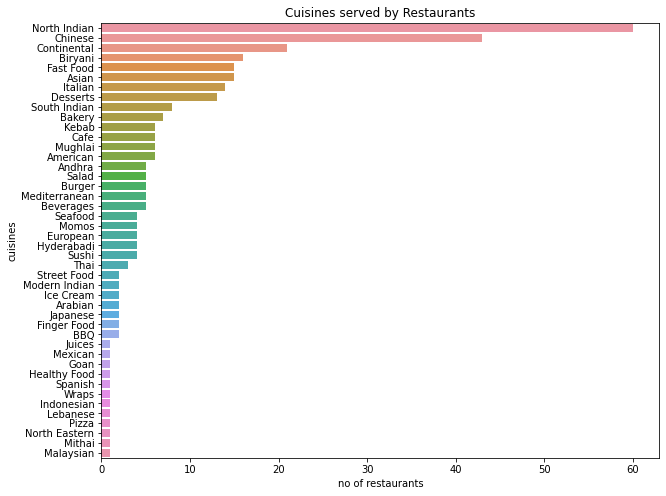 Cuisines served by Restaurants
North Indian
Chinese
Continental
Biryani
Fast Food
Asian
Italian
Desserts
South Indian
Bakery
Kebab
Cafe
Mughlai
American
Andhra
Salad
Burger
Mediterranean
Beverages
Seafood
Momos
European
Hyderabadi
Sushi
Thai
Street Food
Modern Indian
Ice Cream
Arabian
Japanese
Finger Food
BBQ
Juices
Mexican
Goan
Healthy Food
Spanish
Wraps
Indonesian
Lebanese
Pizza
North Eastern
Mithai
Malaysian
cuisines
0 10 20 30 40 50 60
no of restaurants